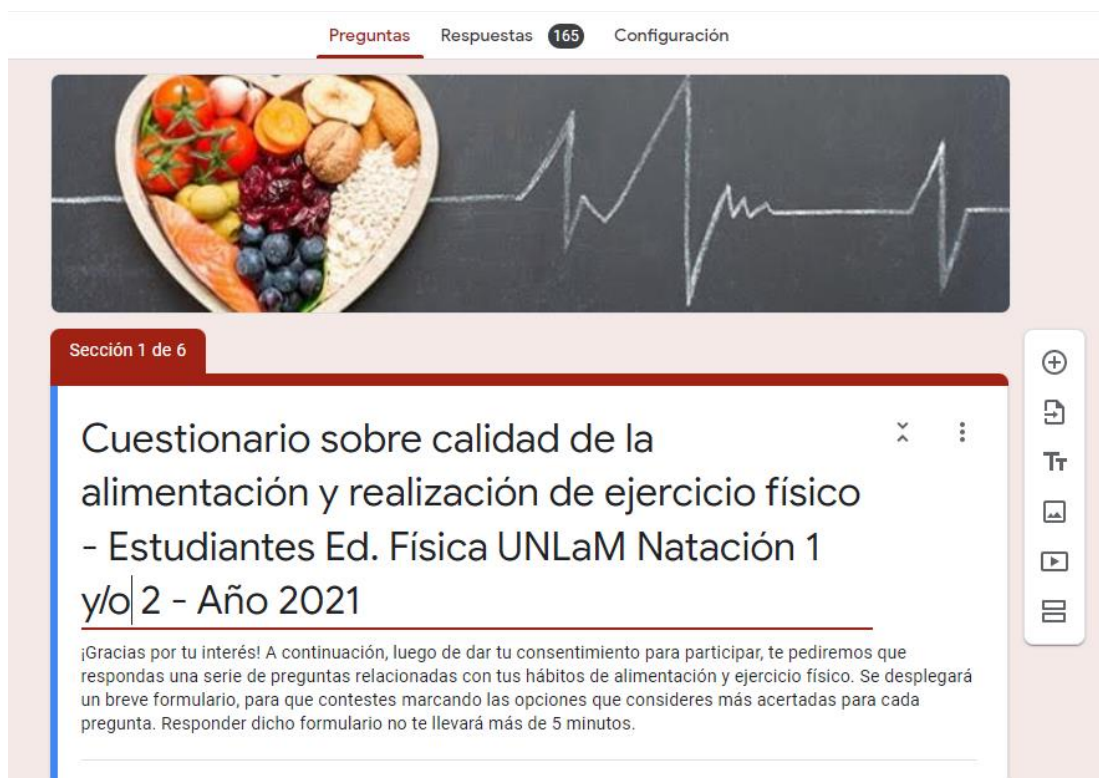 Preguntas Respuestas 165 Configuración
Sección 1 de 6
Cuestionario sobre calidad de la
alimentación y realización de ejercicio físico
- Estudiantes Ed. Física UNLaM Natación 1
y/o 2 - Año 2021
¡Gracias por tu interés! A continuación, luego de dar tu consentimiento para participar, te pediremos que
respondas una serie de preguntas relacionadas con tus hábitos de alimentación y ejercicio físico. Se desplegará
un breve formulario, para que contestes marcando las opciones que consideres más acertadas para cada
pregunta. Responder dicho formulario no te llevará más de 5 minutos.
Tт